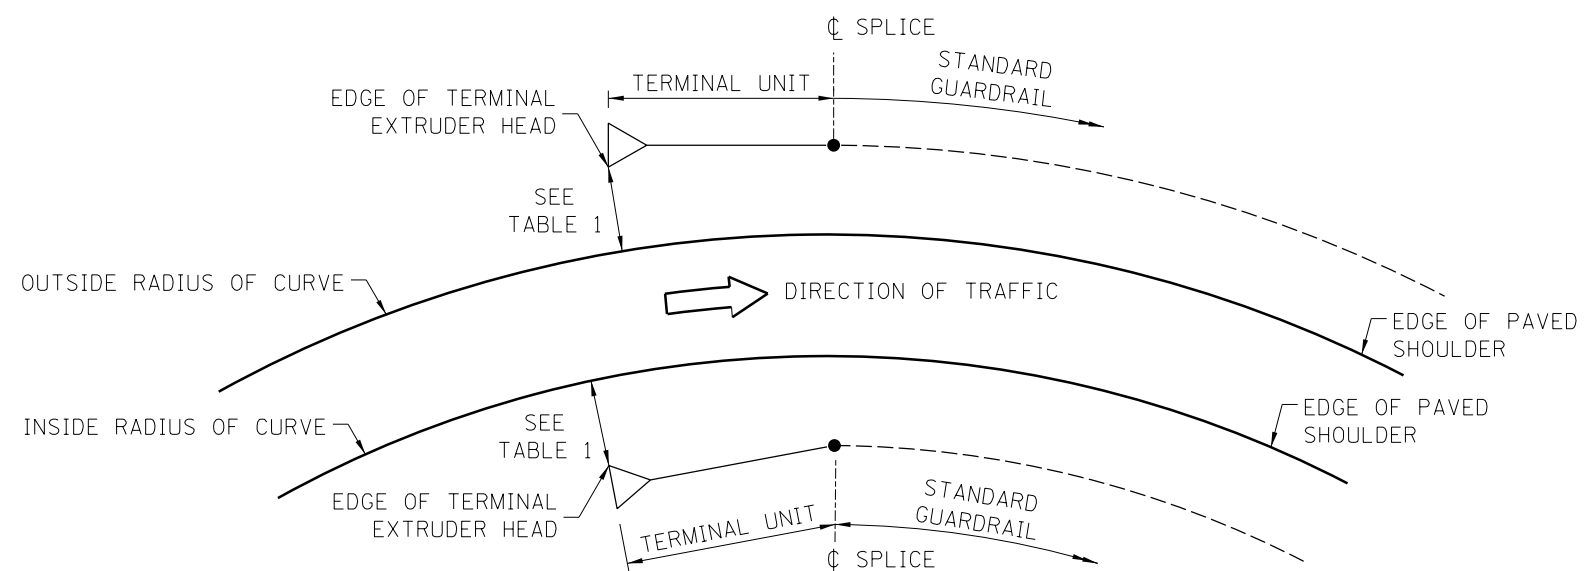 ℄ SPLICE
STANDARD
GUARDRAIL
TERMINAL UNIT
EDGE OF TERMINAL
EXTRUDER HEAD
SEE
TABLE 1
OUTSIDE RADIUS OF CURVE
DIRECTION OF TRAFFIC
EDGE OF PAVED
SHOULDER
INSIDE RADIUS OF CURVE
SEE
TABLE 1
EDGE OF PAVED
SHOULDER
EDGE OF TERMINAL
EXTRUDER HEAD
STANDARD
GUARDRAIL
TERMINAL UNIT
℄ SPLICE